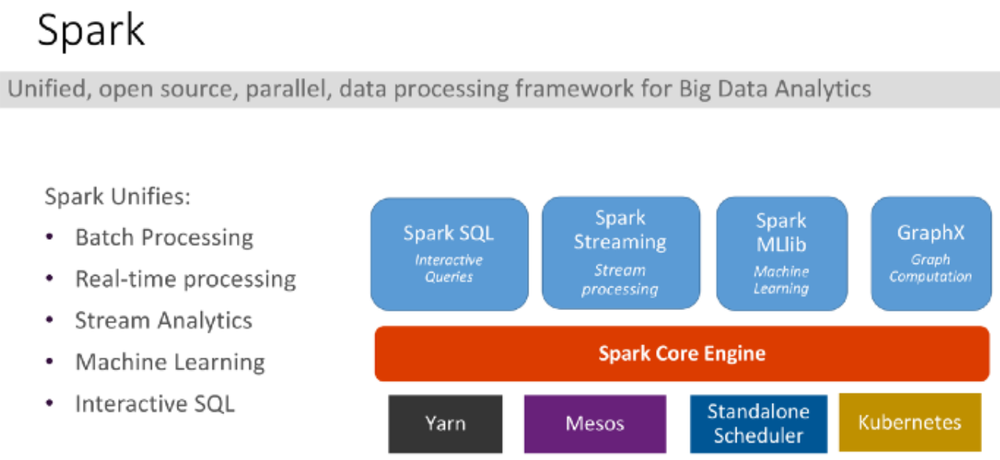 Spark
Unified, open source, parallel, data processing framework for Big Data Analytics
Spark Unifies:
• Batch Processing
• Real-time processing
• Stream Analytics
• Machine Learning
• Interactive SQL
Spark SQL
Interactive
Queries
Spark
Streaming
Stream
processing
Spark
MLlib
Machine
Learning
GraphX
Graph
Computation
Spark Core Engine
Yarn
Mesos
Standalone
Scheduler
Kubernetes